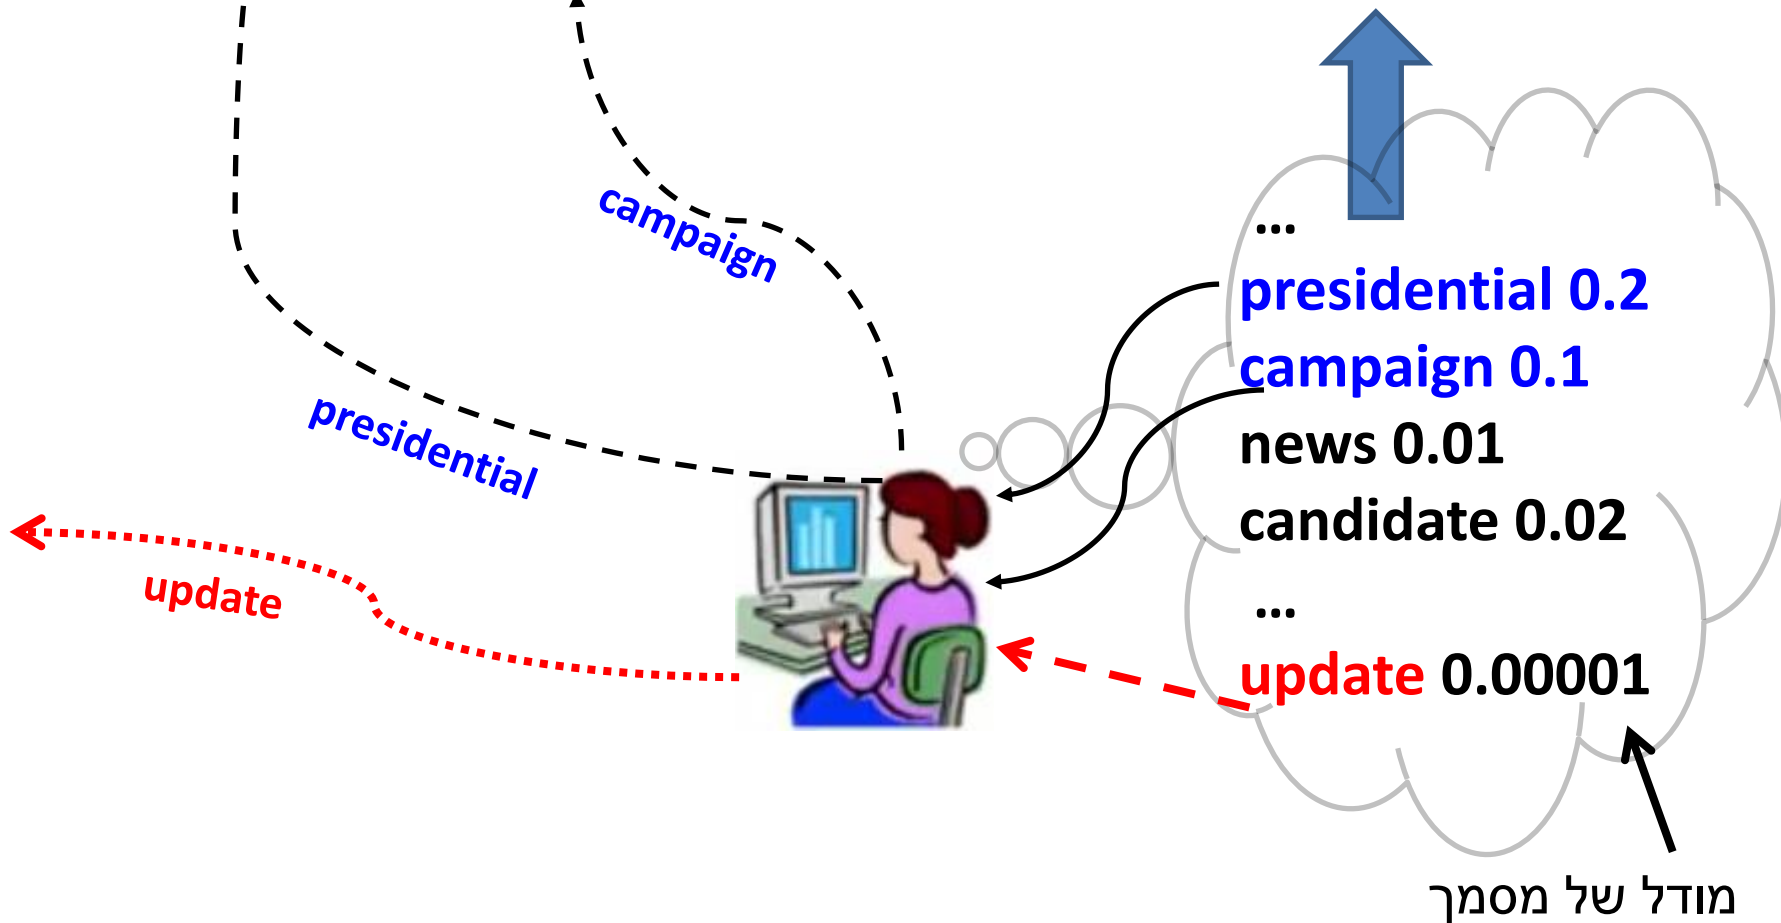 campaign
presidential
update
...
presidential 0.2
campaign 0.1
news 0.01
candidate 0.02
...
update 0.00001
מודל של מסמך